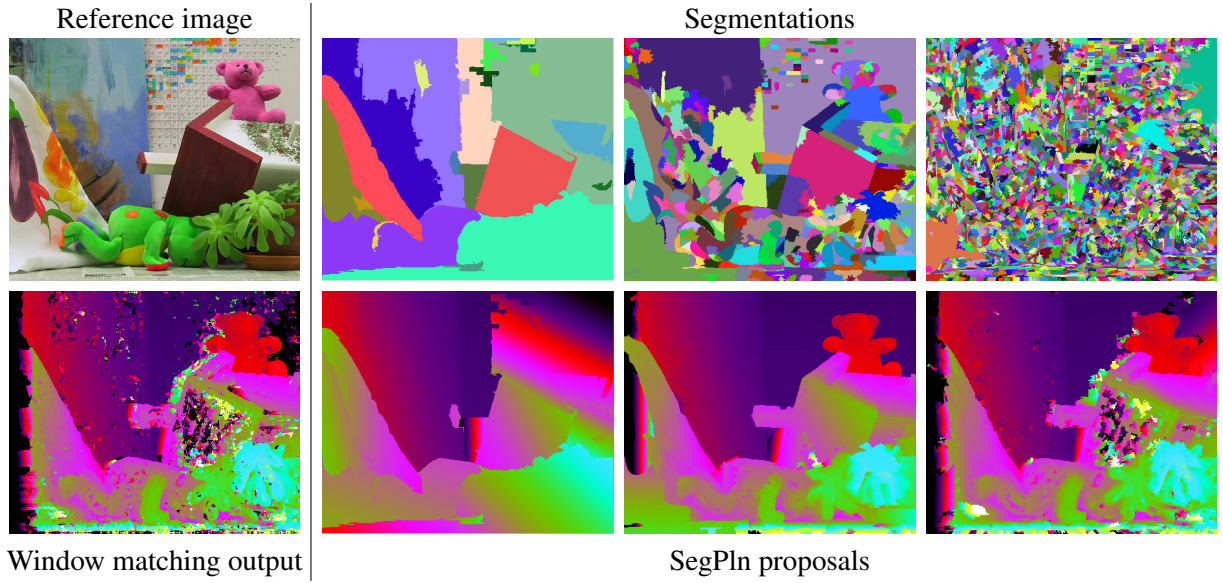 Reference image
Segmentations
Window matching output
SegPln proposals